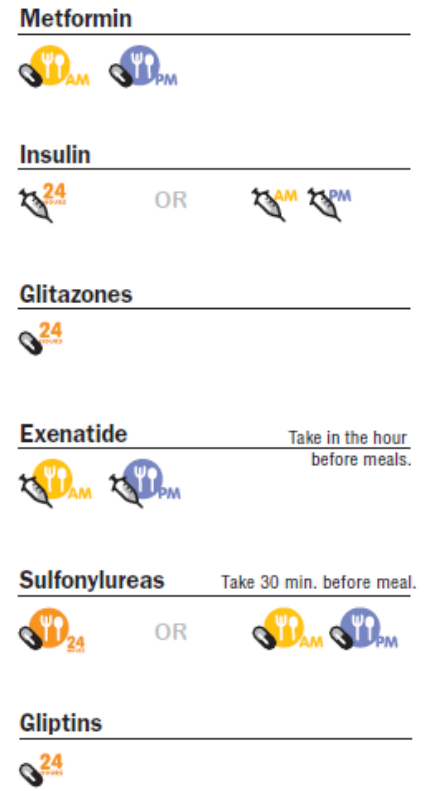 Metformin
AM PM
Insulin
24 OR AM PM
HOURS
Glitazones
24
HOURS
Exenatide Take in the hour
before meals.
AM PM
Sulfonylureas Take 30 min. before meal.
24 OR AM PM
HOURS
Gliptins
24
HOURS